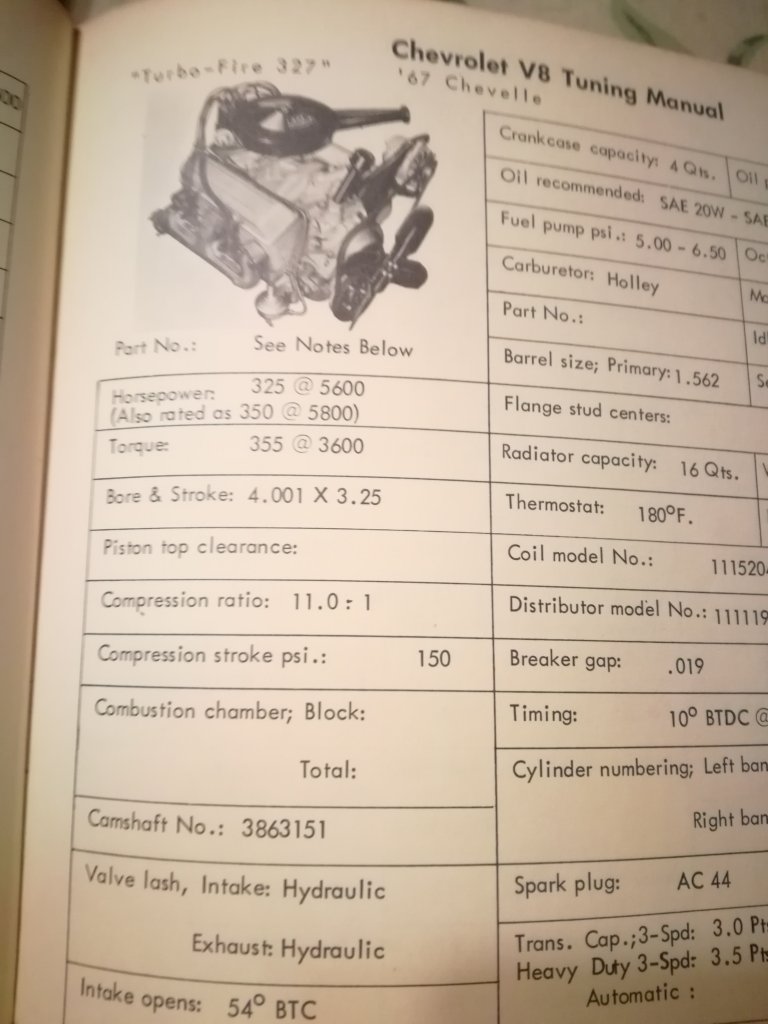 Chevrolet V8 Tuning Manual
"Turbo-Fire 327"
'67 Chevelle
Part No.: See Notes Below
Horsepower: 325 @ 5600
(Also rated as 350 @ 5800)
Torque: 355 @ 3600
Bore & Stroke: 4.001 X 3.25
Piston top clearance:
Compression ratio: 11.0 : 1
Compression stroke psi.: 150
Combustion chamber; Block:
Total:
Camshaft No.: 3863151
Valve lash, Intake: Hydraulic
Exhaust: Hydraulic
Intake opens: 54° BTC
Crankcase capacity: 4 Qts. Oil
Oil recommended: SAE 20W - SAE
Fuel pump psi.: 5.00 - 6.50 Oc
Carburetor: Holley Ma
Part No.: Id
Barrel size; Primary: 1.562 Se
Flange stud centers:
Radiator capacity: 16 Qts.
Thermostat: 180°F.
Coil model No.: 111520
Distributor model No.: 111119
Breaker gap: .019
Timing: 10° BTDC @
Cylinder numbering; Left ban
Right ban
Spark plug: AC 44
Trans. Cap.;3-Spd: 3.0 Pt
Heavy Duty 3-Spd: 3.5 Pt
Automatic :